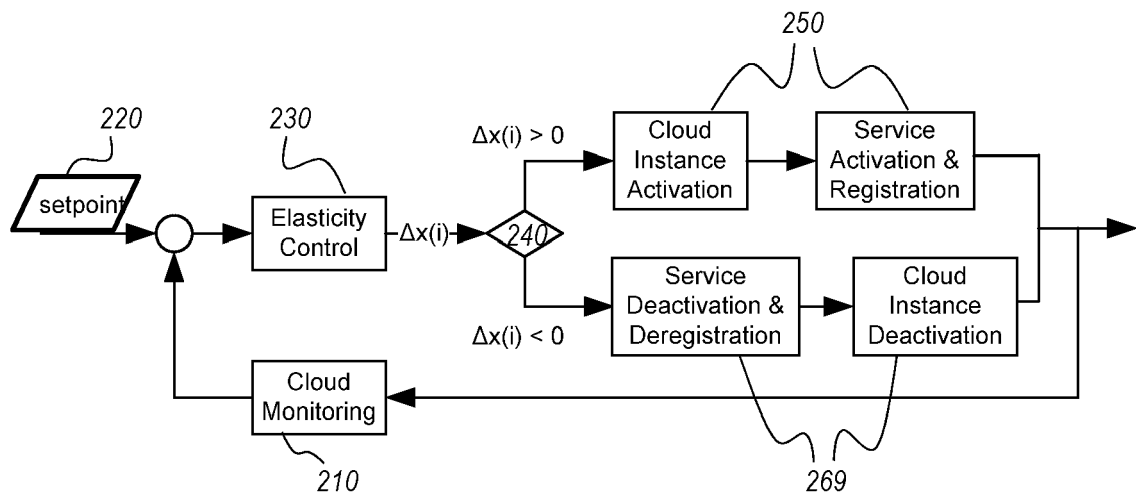 250
220
230
Δx(i) > 0
Cloud
Instance
Activation
Service
Activation &
Registration
setpoint
Elasticity
Control
Δx(i)
240
Service
Deactivation &
Deregistration
Cloud
Instance
Deactivation
Δx(i) < 0
Cloud
Monitoring
210
269